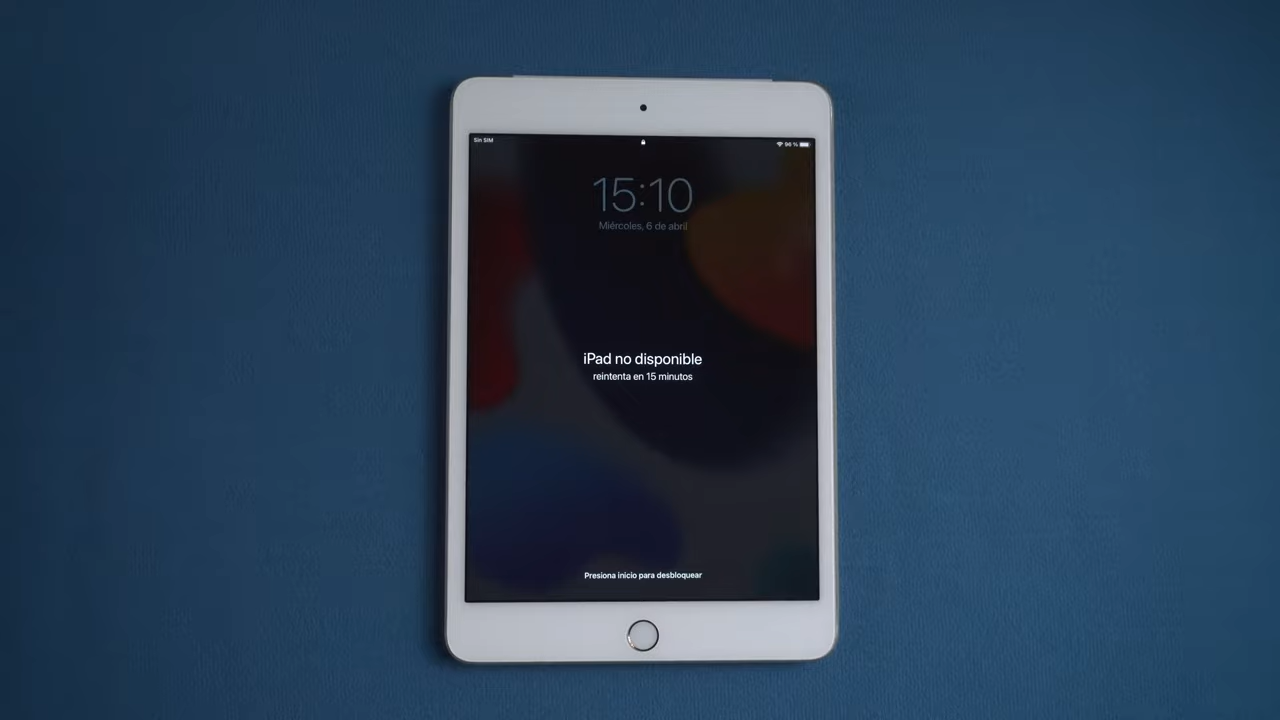 Sin SIM
96 %
15:10
Miércoles, 6 de abril
iPad no disponible
reintenta en 15 minutos
Presiona inicio para desbloquear